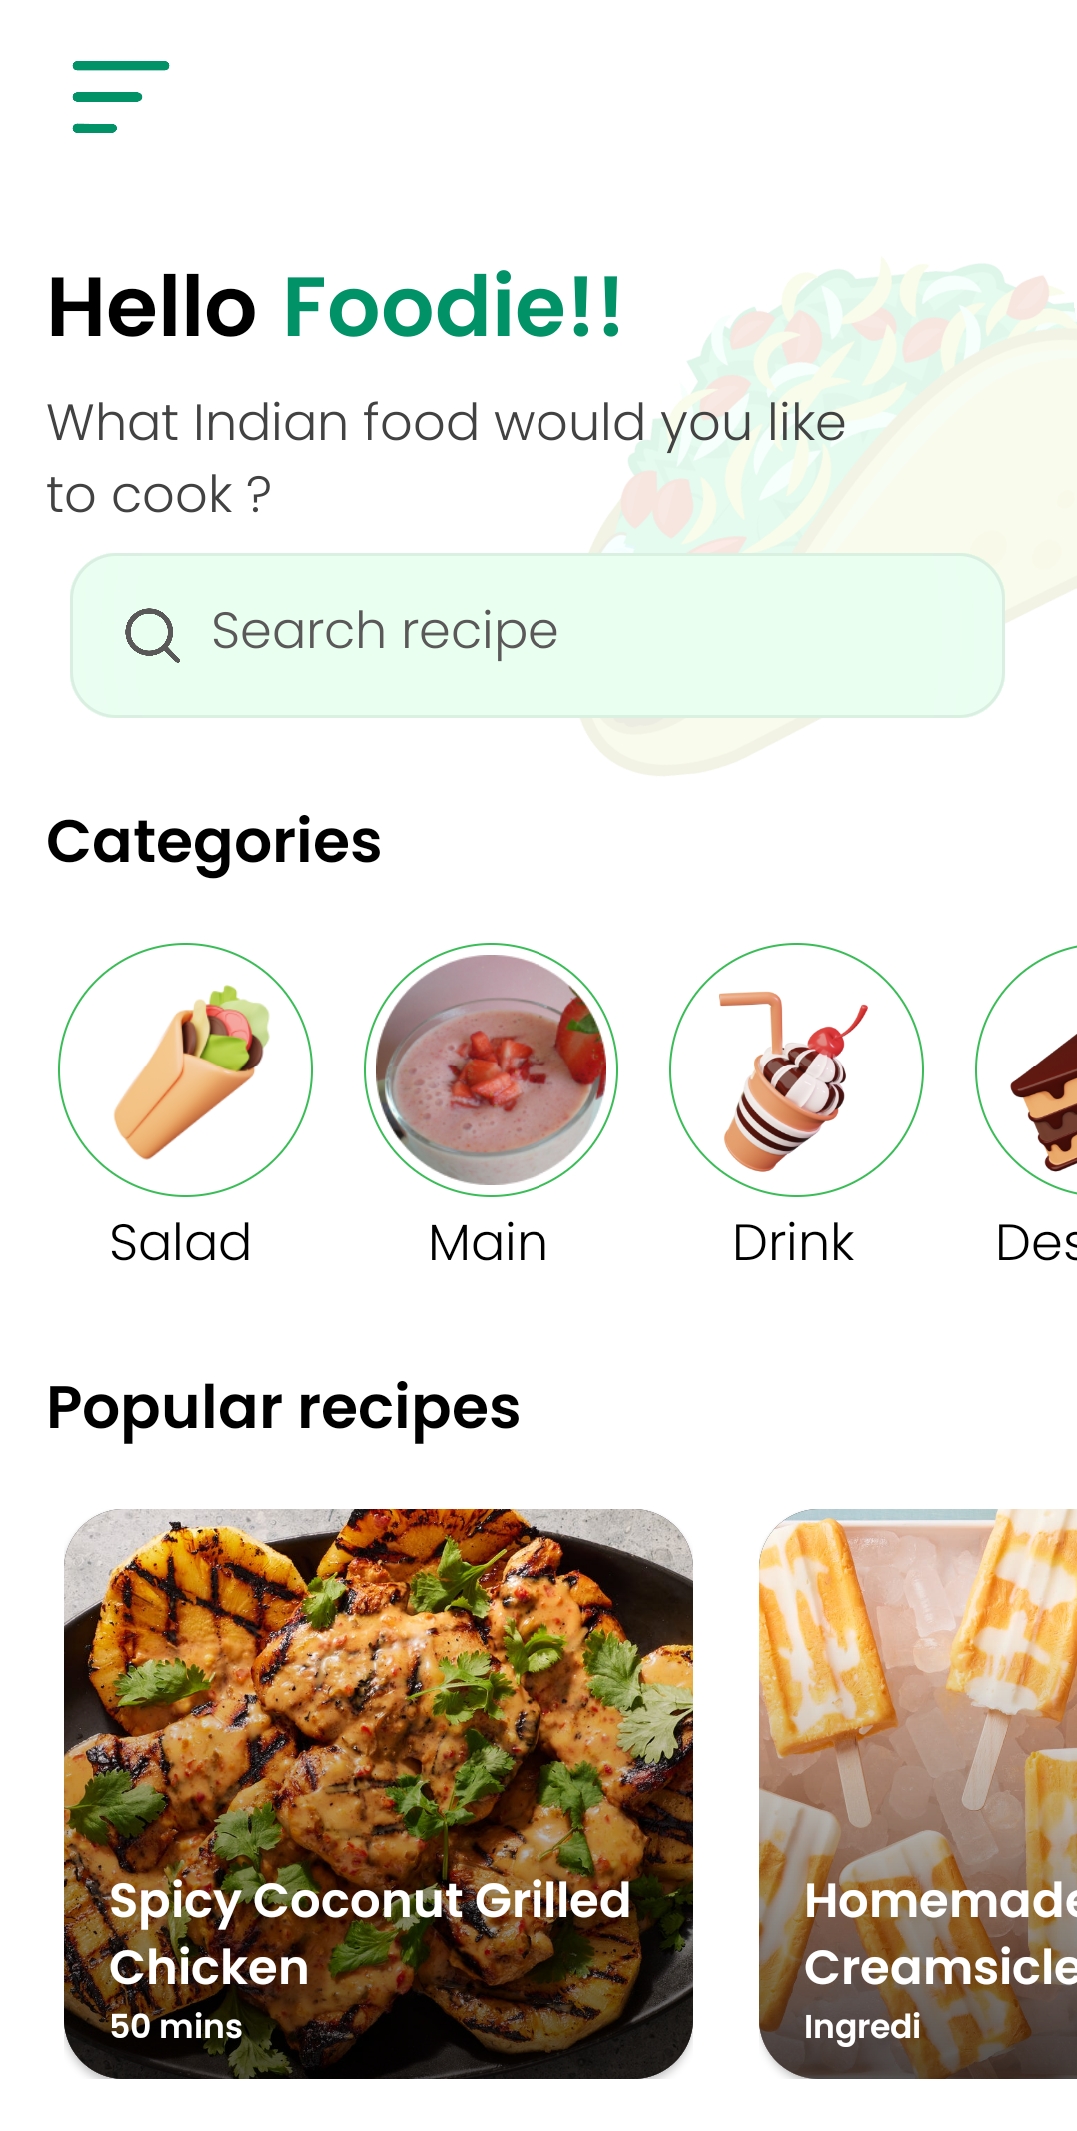 Hello Foodie!!
What Indian food would you like
to cook ?
Search recipe
Categories
Salad
Main
Drink
Des
Popular recipes
Spicy Coconut Grilled
Chicken
50 mins
Homemade
Creamsicle
Ingredi